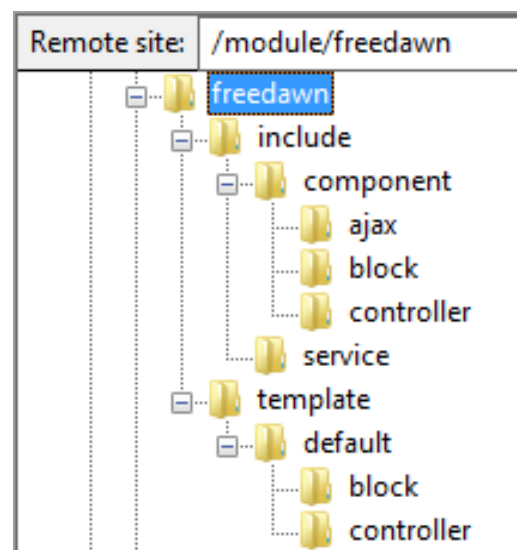 Remote site: /module/freedawn
freedawn
include
component
ajax
block
controller
service
template
default
block
controller